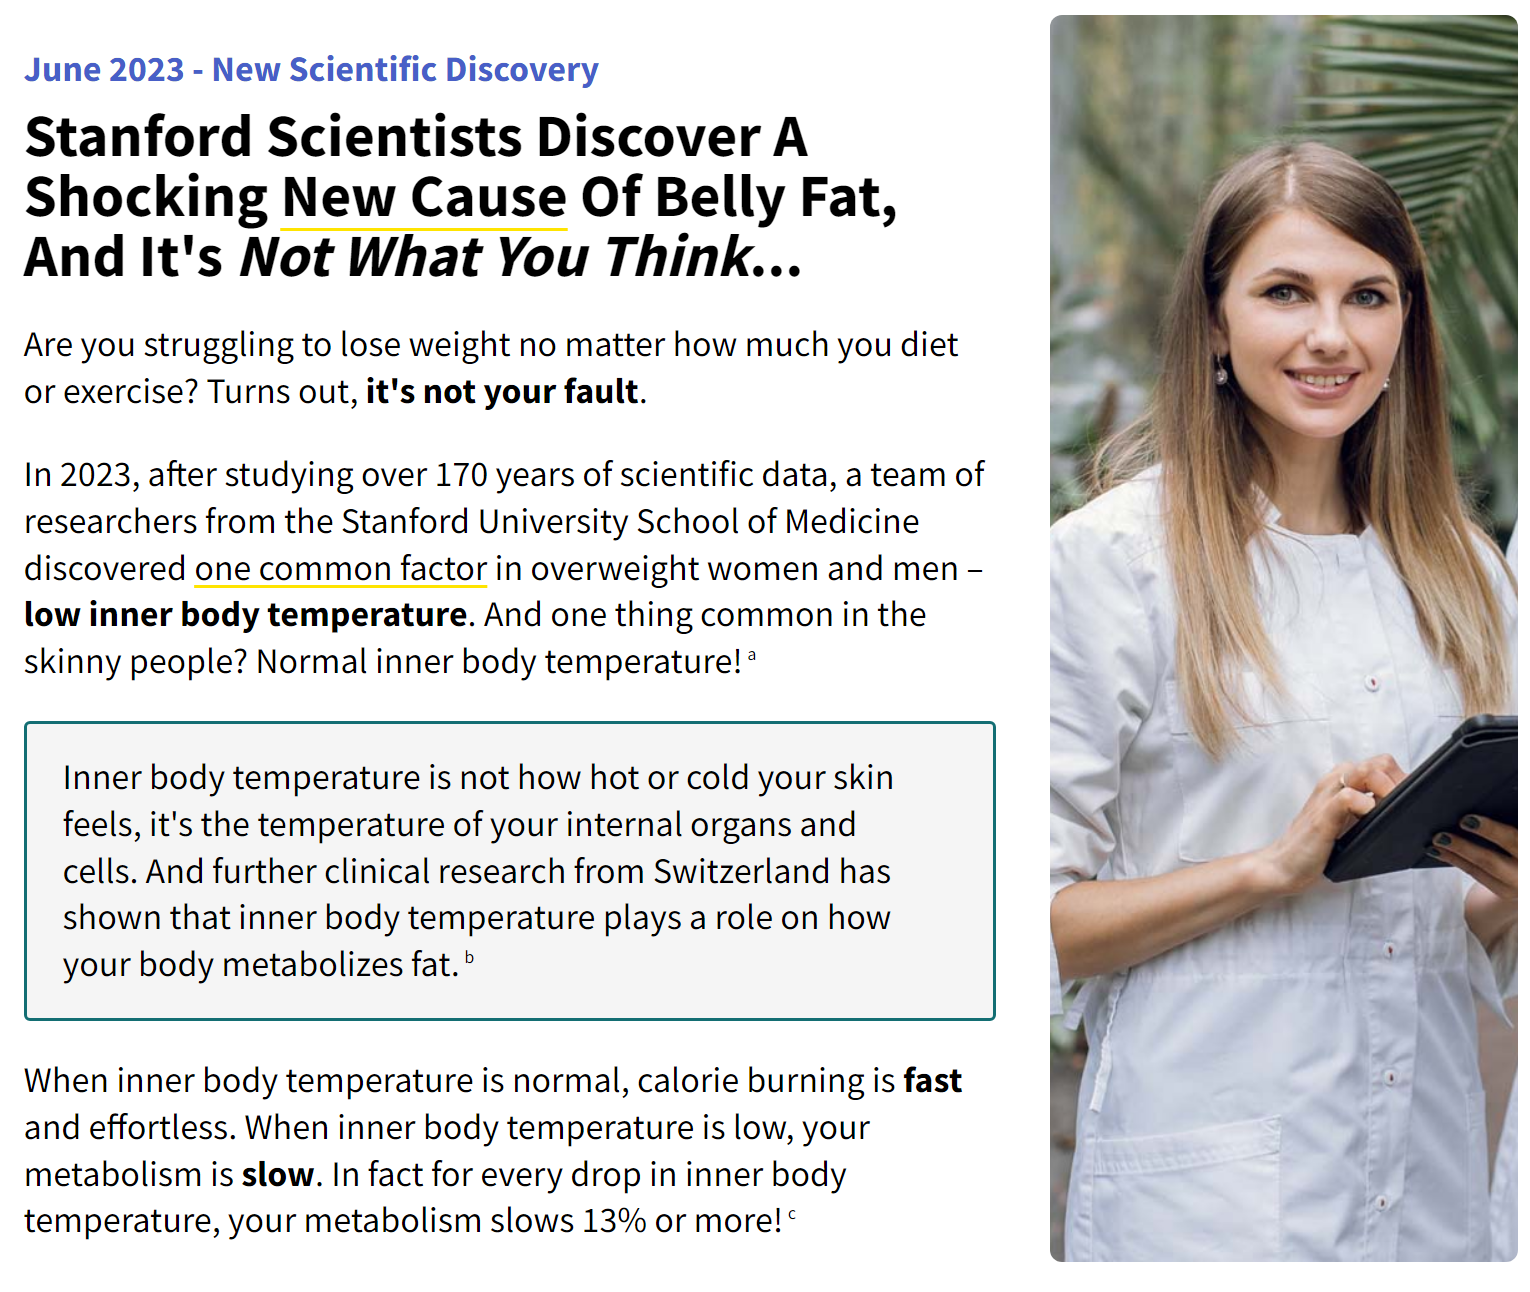 June 2023 - New Scientific Discovery
Stanford Scientists Discover A
Shocking New Cause Of Belly Fat,
And It's Not What You Think...
Are you struggling to lose weight no matter how much you diet
or exercise? Turns out, it's not your fault.
In 2023, after studying over 170 years of scientific data, a team of
researchers from the Stanford University School of Medicine
discovered one common factor in overweight women and men –
low inner body temperature. And one thing common in the
skinny people? Normal inner body temperature! a
Inner body temperature is not how hot or cold your skin
feels, it's the temperature of your internal organs and
cells. And further clinical research from Switzerland has
shown that inner body temperature plays a role on how
your body metabolizes fat. b
When inner body temperature is normal, calorie burning is fast
and effortless. When inner body temperature is low, your
metabolism is slow. In fact for every drop in inner body
temperature, your metabolism slows 13% or more! c